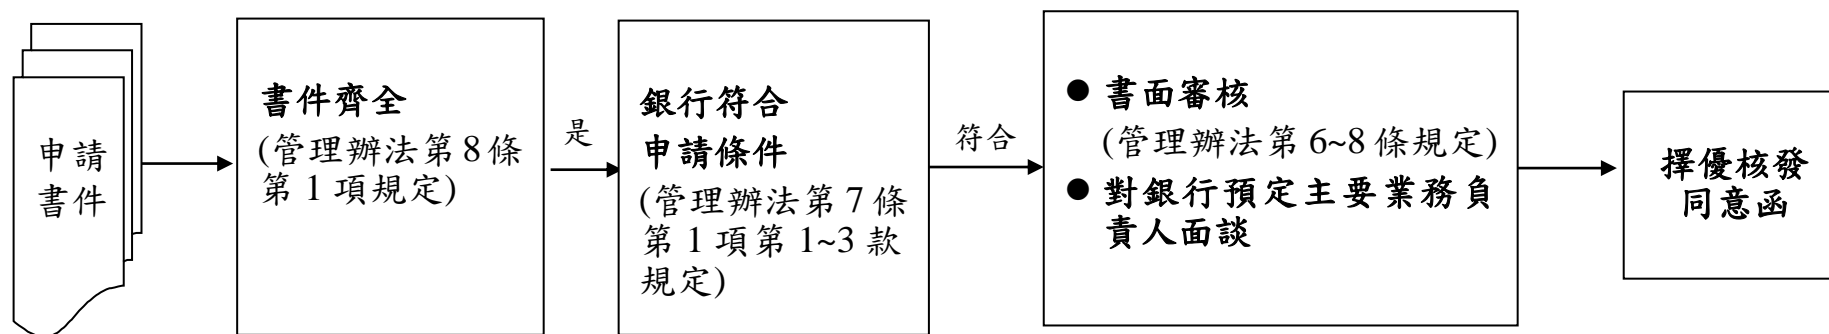 申請
書件
書件齊全
(管理辦法第8條
第1項規定)
是
銀行符合
申請條件
(管理辦法第7條
第1項第1~3款
規定)
符合
● 書面審核
(管理辦法第6~8條規定)
● 對銀行預定主要業務負
責人面談
擇優核發
同意函